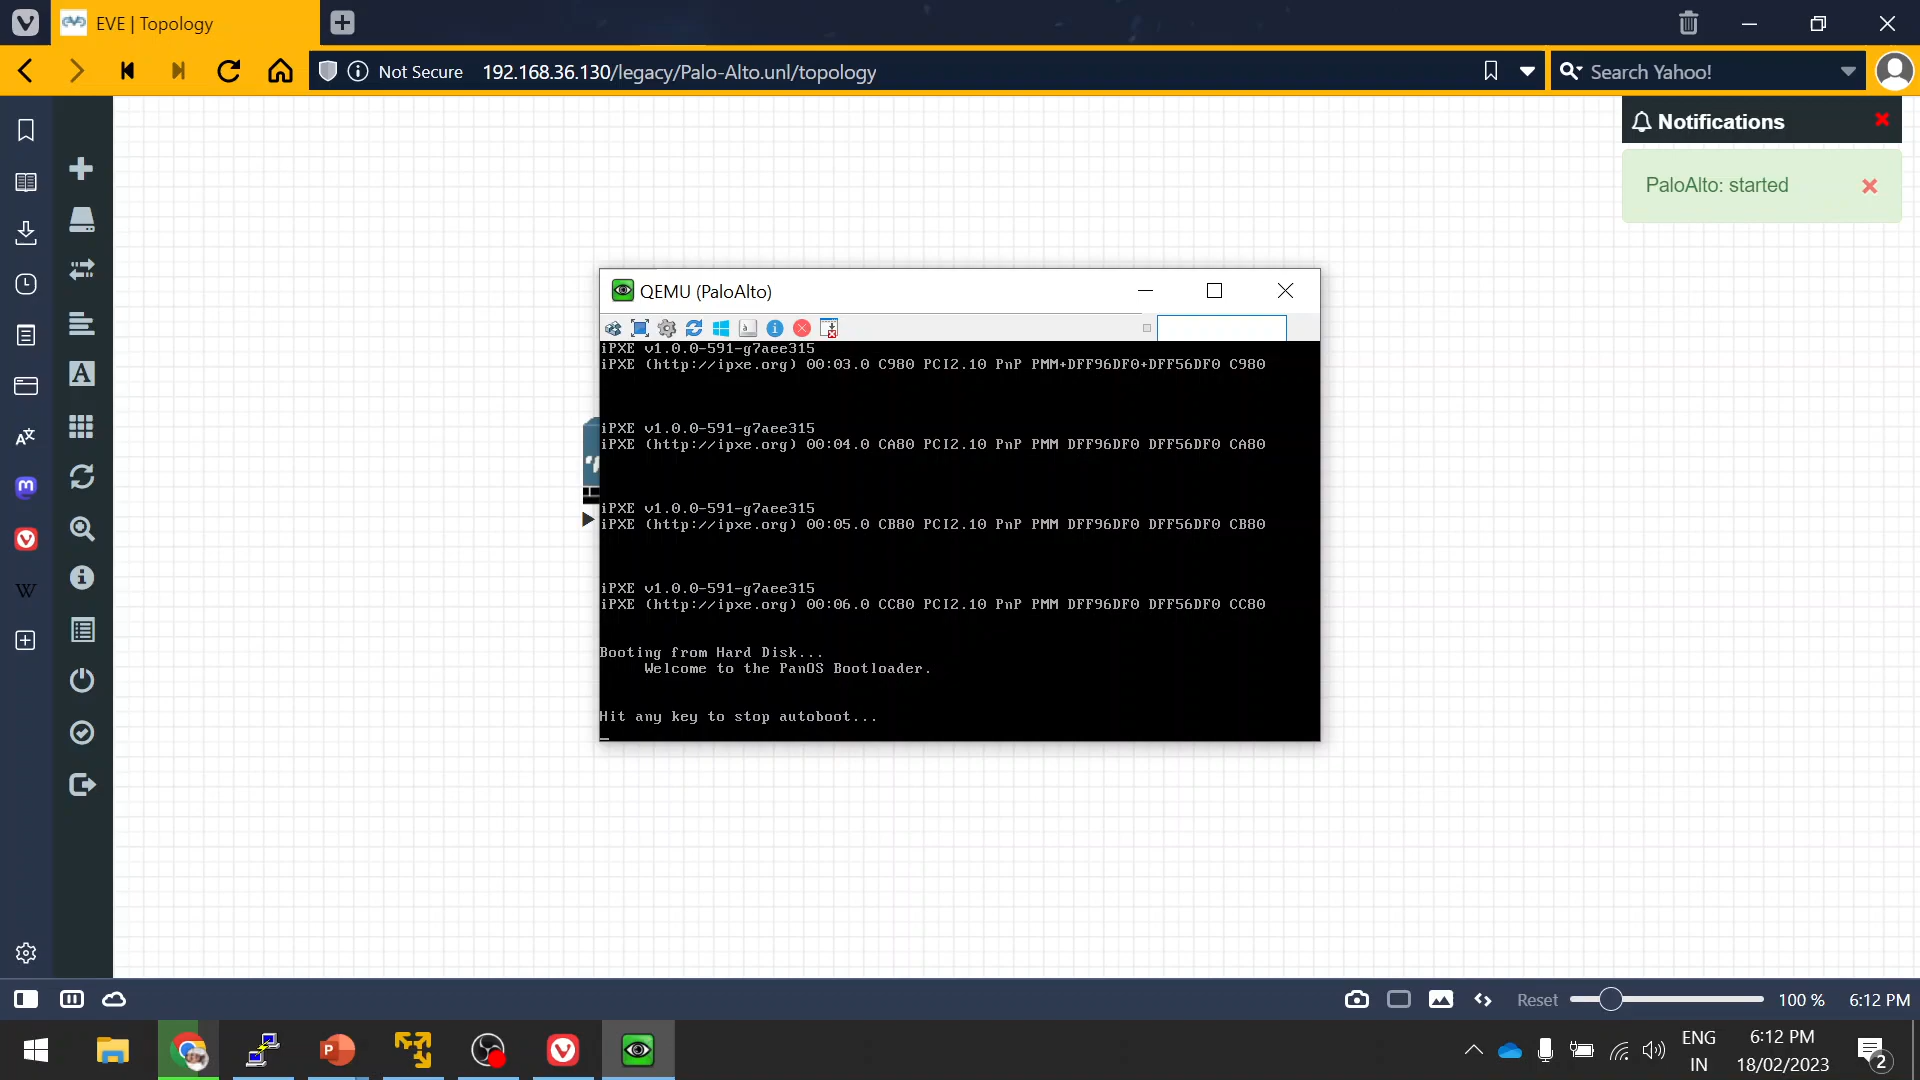 EVE | Topology
Not Secure 192.168.36.130/legacy/Palo-Alto.unl/topology
Search Yahoo!
Notifications
PaloAlto: started
QEMU (PaloAlto)
iPXE v1.0.0-591-g7aee315
iPXE (http://ipxe.org) 00:03.0 C980 PCI2.10 PnP PMM+DFF96DF0+DFF56DF0 C980
iPXE v1.0.0-591-g7aee315
iPXE (http://ipxe.org) 00:04.0 CA80 PCI2.10 PnP PMM DFF96DF0 DFF56DF0 CA80
iPXE v1.0.0-591-g7aee315
iPXE (http://ipxe.org) 00:05.0 CB80 PCI2.10 PnP PMM DFF96DF0 DFF56DF0 CB80
iPXE v1.0.0-591-g7aee315
iPXE (http://ipxe.org) 00:06.0 CC80 PCI2.10 PnP PMM DFF96DF0 DFF56DF0 CC80
Booting from Hard Disk...
Welcome to the PanOS Bootloader.
Hit any key to stop autoboot...
Reset 100 % 6:12 PM
ENG 6:12 PM
IN 18/02/2023 2